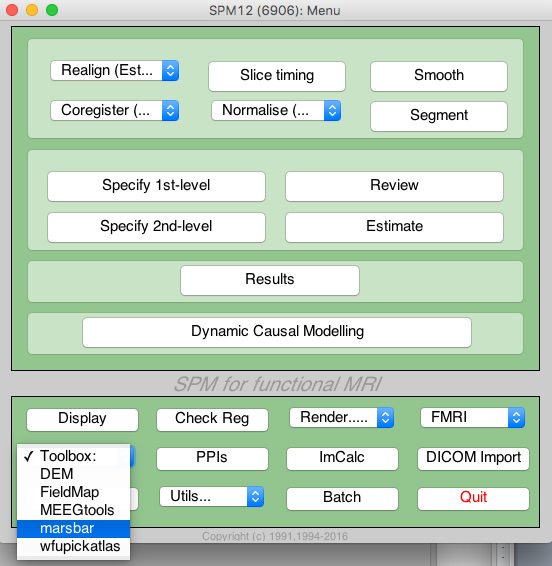 SPM12 (6906): Menu
Realign (Est... Slice timing Smooth
Coregister (... Normalise (... Segment
Specify 1st-level Review
Specify 2nd-level Estimate
Results
Dynamic Causal Modelling
SPM for functional MRI
Display Check Reg Render..... FMRI
✓ Toolbox: PPIs ImCalc DICOM Import
DEM
FieldMap Utils... Batch Quit
MEEGtools
marsbar
wfupickatlas
Copyright (c) 1991,1994-2016